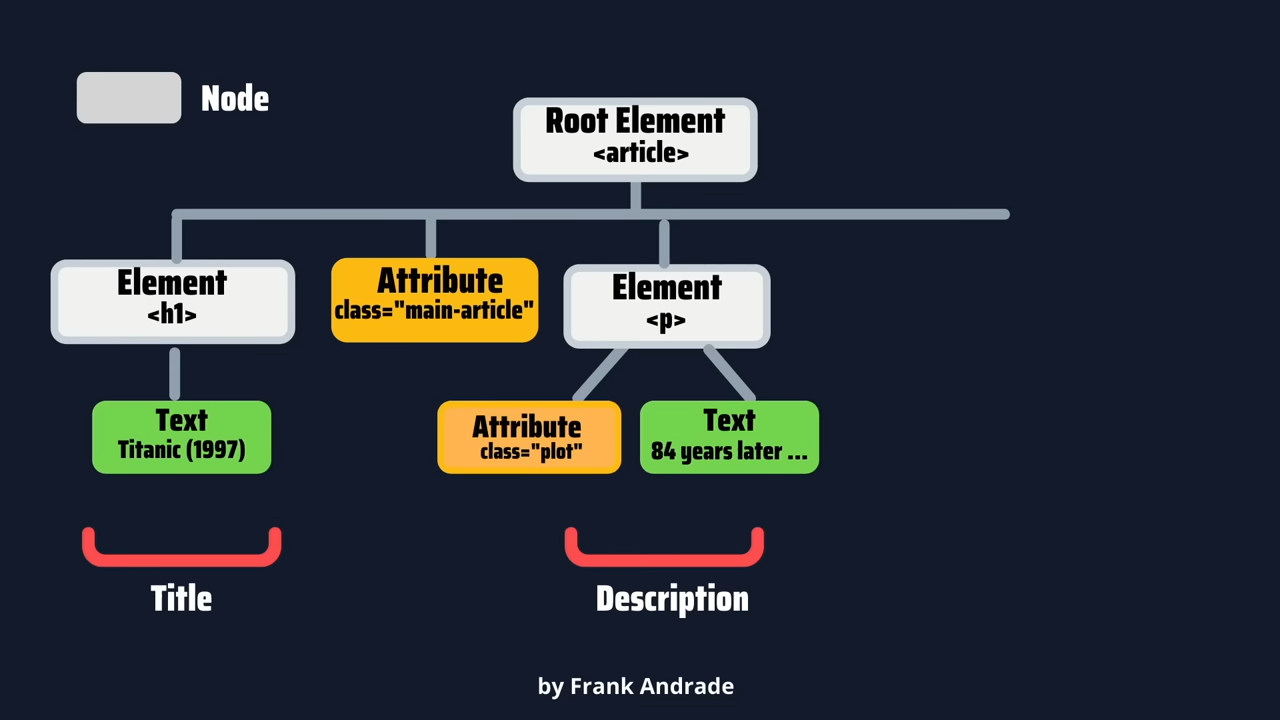 Node
Root Element
<article>
Element
<h1>
Attribute
class="main-article"
Element
<p>
Text
Titanic (1997)
Attribute
class="plot"
Text
84 years later ...
Title
Description
by Frank Andrade